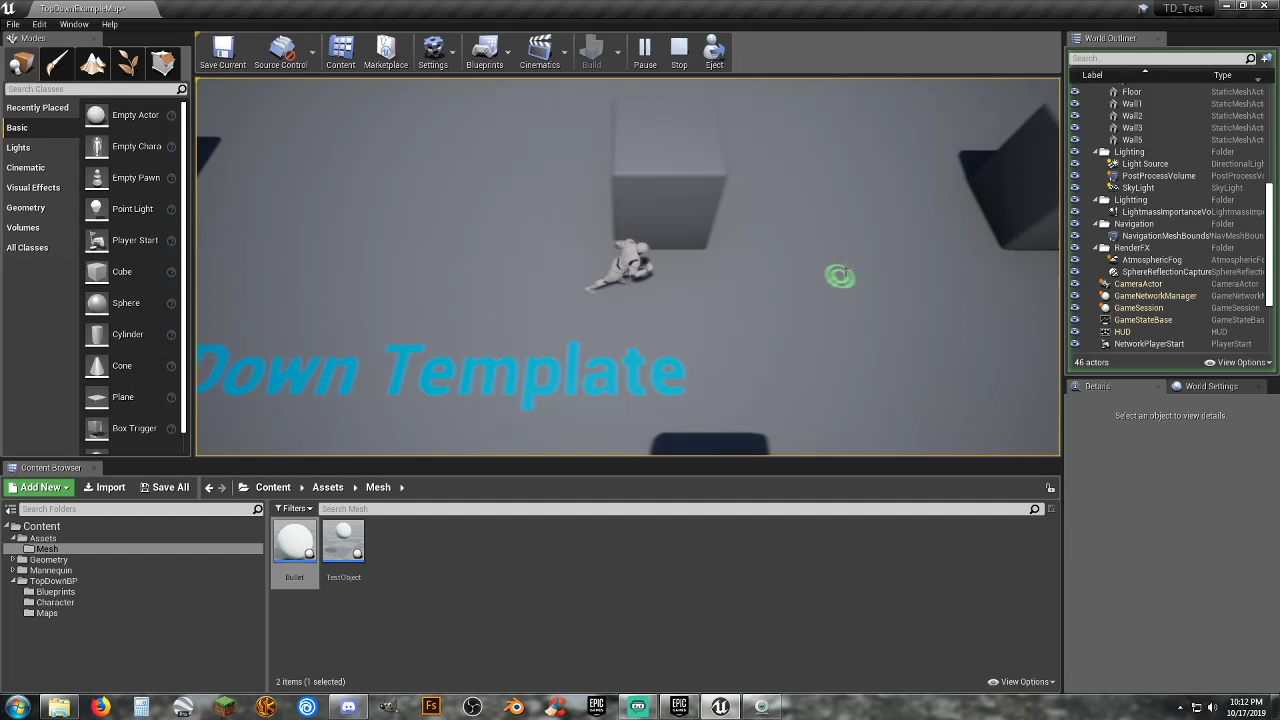 TopDownExampleMap*
TD_Test
File Edit Window Help
Modes
Search Classes
Recently Placed
Basic
Lights
Cinematic
Visual Effects
Geometry
Volumes
All Classes
Empty Actor
Empty Chara
Empty Pawn
Point Light
Player Start
Cube
Sphere
Cylinder
Cone
Plane
Box Trigger
Save Current
Source Control
Content
Marketplace
Settings
Blueprints
Cinematics
Build
Pause
Stop
Eject
Down Template
World Outliner
Search...
Label Type
Floor StaticMeshAct
Wall1 StaticMeshAct
Wall2 StaticMeshAct
Wall3 StaticMeshAct
Wall5 StaticMeshAct
Lighting Folder
Light Source DirectionalLigh
PostProcessVolume PostProcessV
SkyLight SkyLight
Lightting Folder
LightmassImportanceVo LightmassImp
Navigation Folder
NavigationMeshBounds NavMeshBoun
RenderFX Folder
AtmosphericFog AtmosphericF
SphereReflectionCapture SphereReflecti
CameraActor CameraActor
GameNetworkManager GameNetwork
GameSession GameSession
GameStateBase GameStateBas
HUD HUD
NetworkPlayerStart PlayerStart
46 actors View Options
Details World Settings
Select an object to view details.
Content Browser
Add New Import Save All Content Assets Mesh
Search Folders
Filters Search Mesh
Content
Assets
Mesh
Geometry
Mannequin
TopDownBP
Blueprints
Character
Maps
Bullet TestObject
2 items (1 selected) View Options
10:12 PM
10/17/2019